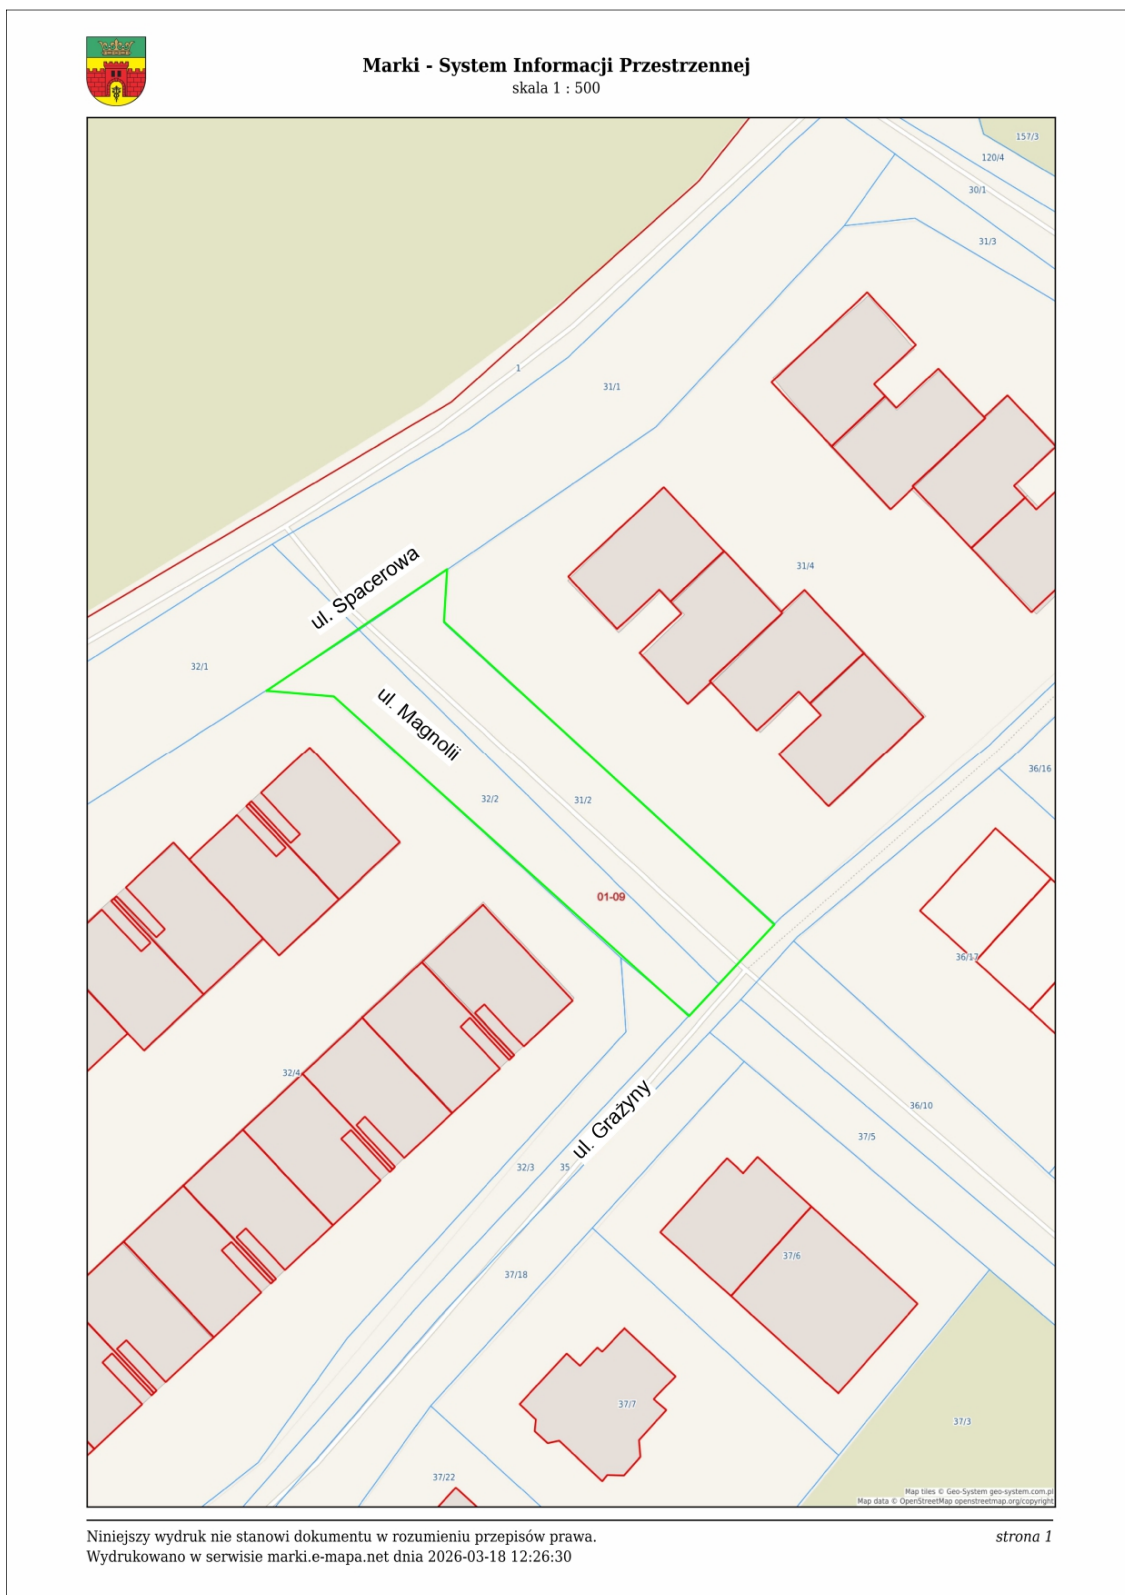 Marki - System Informacji Przestrzennej
skala 1 : 500
157/3
120/4
30/1
31/3
1
31/1
31/4
ul. Spacerowa
32/1
ul. Magnolii
36/16
32/2
31/2
01-09
36/17
32/4
36/10
ul. Grażyny
37/5
32/3
35
37/6
37/18
37/7
37/3
37/22
Map tiles © Geo-System geo-system.com.pl
Map data © OpenStreetMap openstreetmap.org/copyright
Niniejszy wydruk nie stanowi dokumentu w rozumieniu przepisów prawa.
strona 1
Wydrukowano w serwisie marki.e-mapa.net dnia 2026-03-18 12:26:30